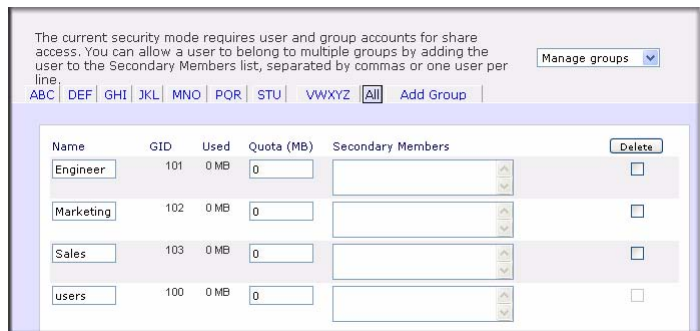 The current security mode requires user and group accounts for share
access. You can allow a user to belong to multiple groups by adding the
user to the Secondary Members list, separated by commas or one user per
line.
Manage groups
ABC DEF GHI JKL MNO PQR STU VWXYZ All Add Group
Name GID Used Quota (MB) Secondary Members Delete
Engineer 101 0 MB 0
Marketing 102 0 MB 0
Sales 103 0 MB 0
users 100 0 MB 0